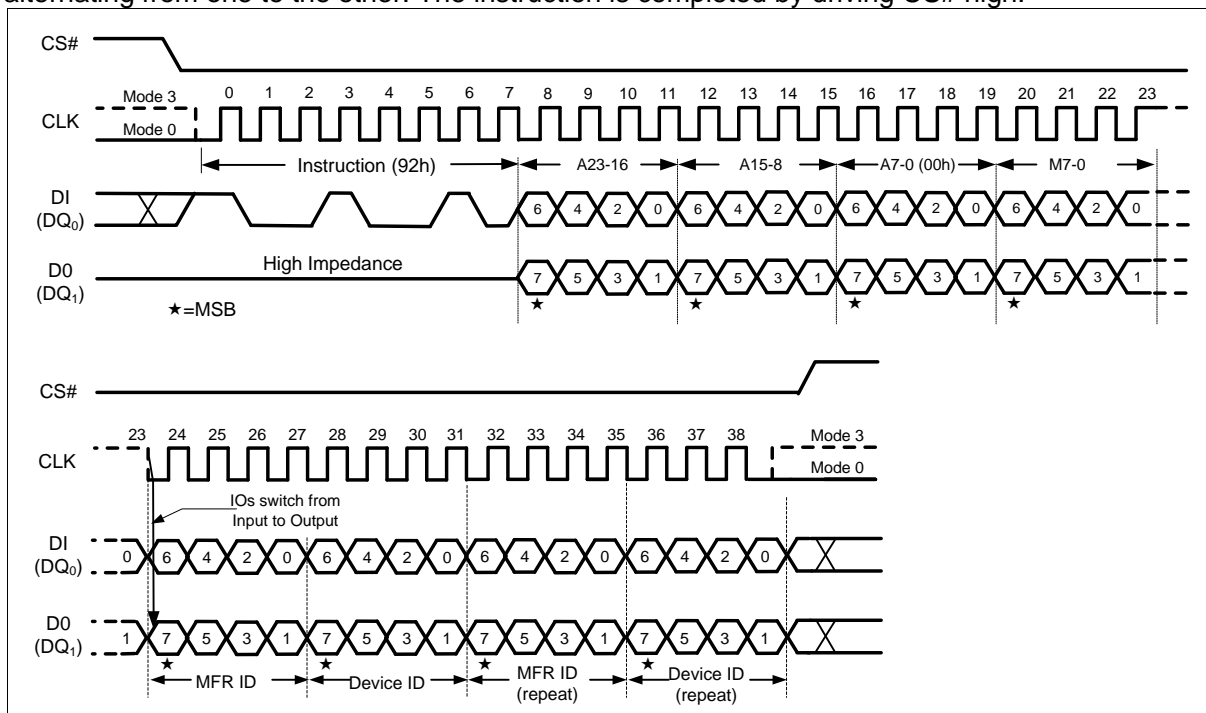 alternating from one to the other. The instruction is completed by driving CS# high.
CS#
Mode 3
0 1 2 3 4 5 6 7 8 9 10 11 12 13 14 15 16 17 18 19 20 21 22 23
CLK
Mode 0
Instruction (92h) A23-16 A15-8 A7-0 (00h) M7-0
DI
(DQ0)
6 4 2 0 6 4 2 0 6 4 2 0 6 4 2 0
High Impedance
D0
(DQ1)
7 5 3 1 7 5 3 1 7 5 3 1 7 5 3 1
★=MSB ★ ★ ★ ★
CS#
23 24 25 26 27 28 29 30 31 32 33 34 35 36 37 38
Mode 3
CLK
Mode 0
IOs switch from
Input to Output
DI
(DQ0)
0 6 4 2 0 6 4 2 0 6 4 2 0 6 4 2 0
D0
(DQ1)
1 7 5 3 1 7 5 3 1 7 5 3 1 7 5 3 1
★ ★ ★ ★
MFR ID Device ID MFR ID
(repeat)
Device ID
(repeat)